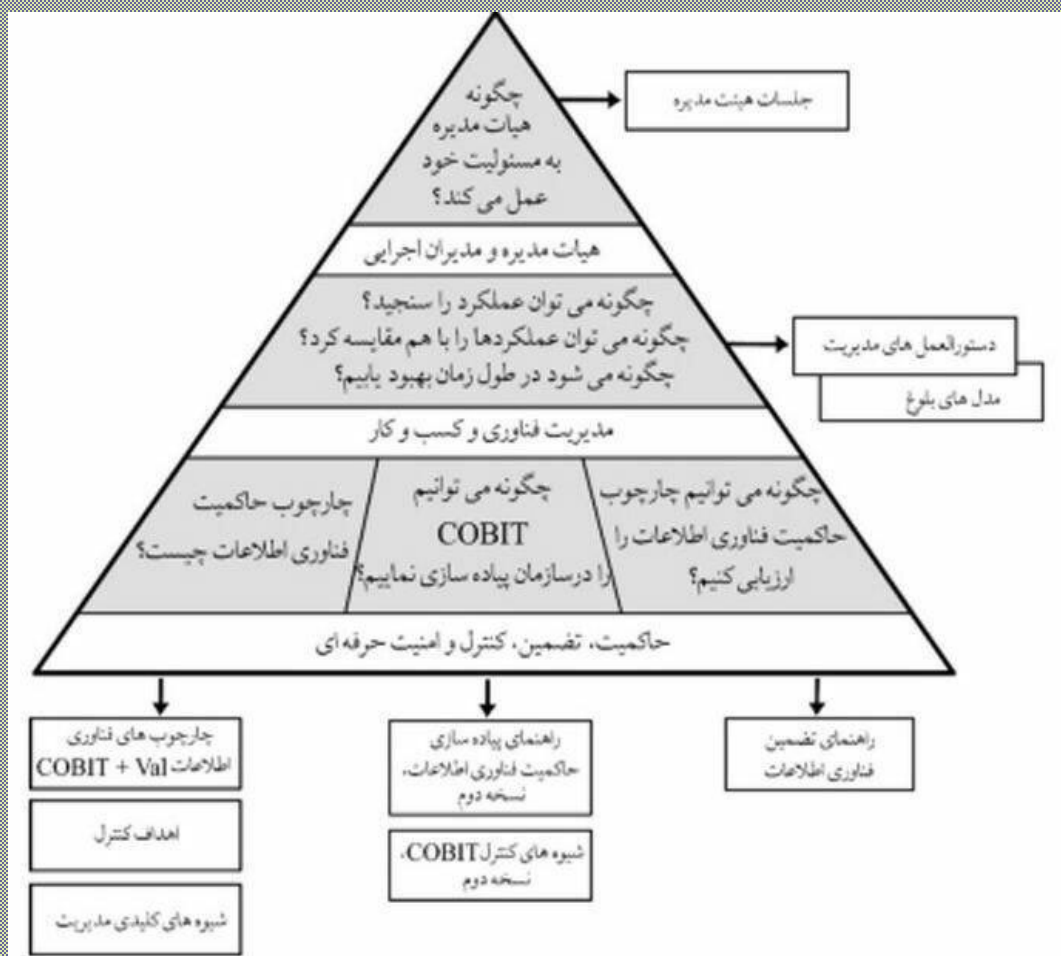 چگونه
هیات مدیره
به مسئولیت خود
عمل می کند؟
جلسات هیئت مدیره
هیات مدیره و مدیران اجرایی
چگونه می توان عملکرد را سنجید؟
چگونه می توان عملکردها را با هم مقایسه کرد؟
چگونه می شود در طول زمان بهبود یابیم؟
دستورالعمل های مدیریت
مدل های بلوغ
مدیریت فناوری و کسب و کار
چگونه می توانیم چارچوب
حاکمیت فناوری اطلاعات را
ارزیابی کنیم؟
چگونه می توانیم
COBIT
را درسازمان پیاده سازی نماییم؟
چارچوب حاکمیت
فناوری اطلاعات چیست؟
حاکمیت، تضمین، کنترل و امنیت حرفه ای
راهنمای تضمین
فناوری اطلاعات
راهنمای پیاده سازی
حاکمیت فناوری اطلاعات،
نسخه دوم
شیوه های کنترل COBIT،
نسخه دوم
چارچوب های فناوری
اطلاعات COBIT + Val
اهداف کنترل
شیوه های کلیدی مدیریت